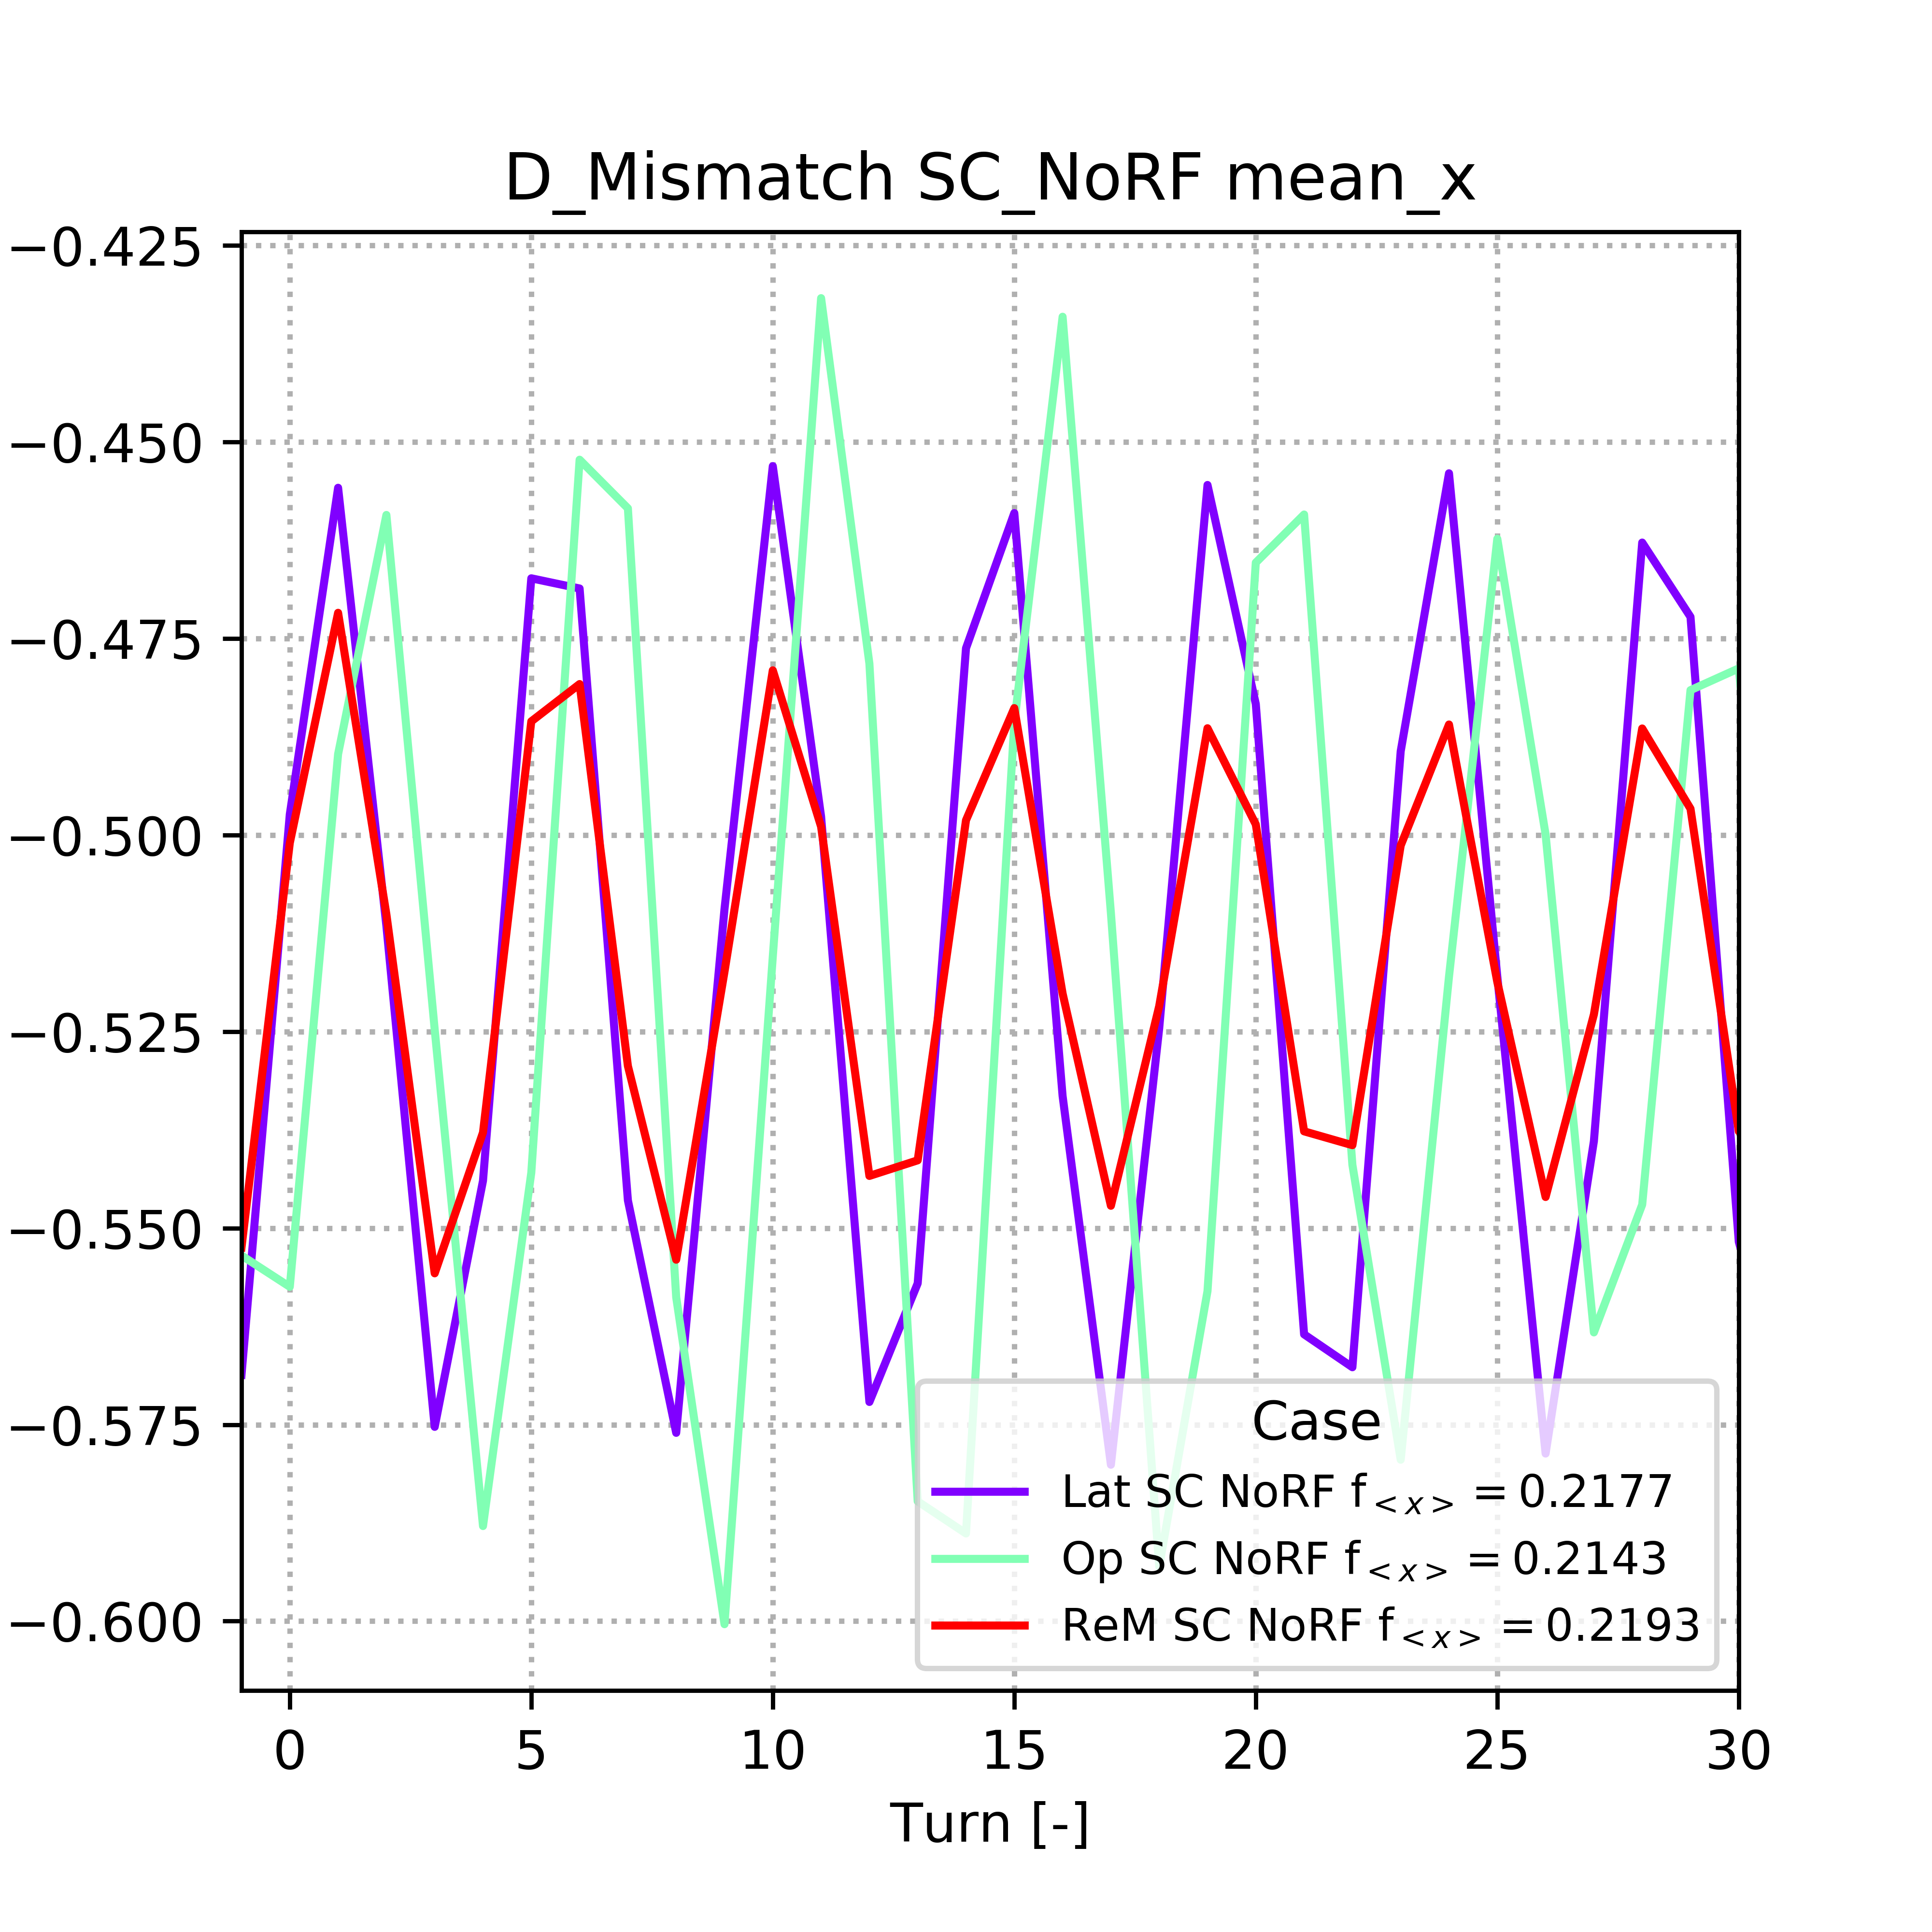 D_Mismatch SC_NoRF mean_x
−0.425
−0.450
−0.475
−0.500
−0.525
−0.550
−0.575
−0.600
Case
Lat SC NoRF f<x> = 0.2177
Op SC NoRF f<x> = 0.2143
ReM SC NoRF f<x> = 0.2193
0 5 10 15 20 25 30
Turn [-]